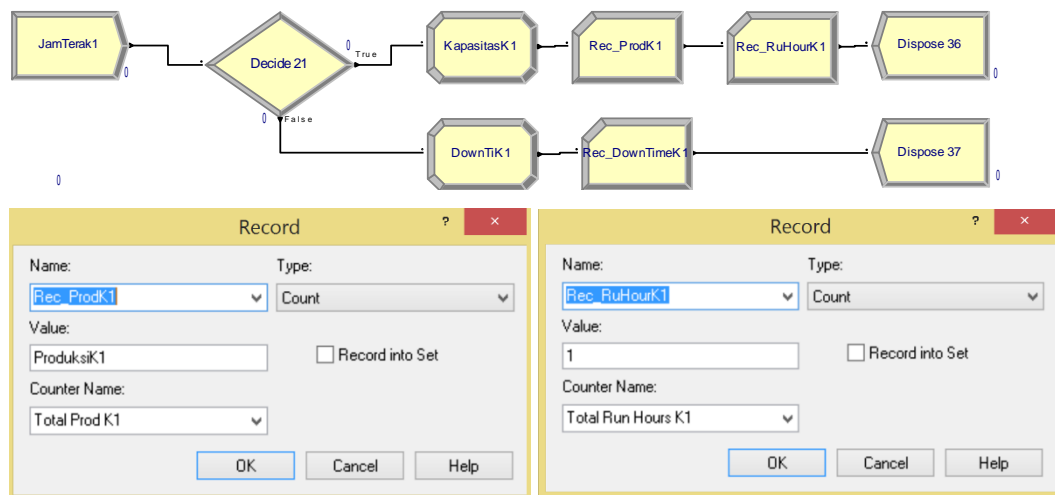 JamTerak1
0
Decide 21
0
True
0
False
KapasitasK1
Rec_ProdK1
Rec_RuHourK1
Dispose 36
0
DownTiK1
Rec_DownTimeK1
Dispose 37
0
0
Record
?
×
Name:
Type:
Rec_ProdK1
Count
Value:
ProduksiK1
Record into Set
Counter Name:
Total Prod K1
OK
Cancel
Help
Record
?
×
Name:
Type:
Rec_RuHourK1
Count
Value:
1
Record into Set
Counter Name:
Total Run Hours K1
OK
Cancel
Help